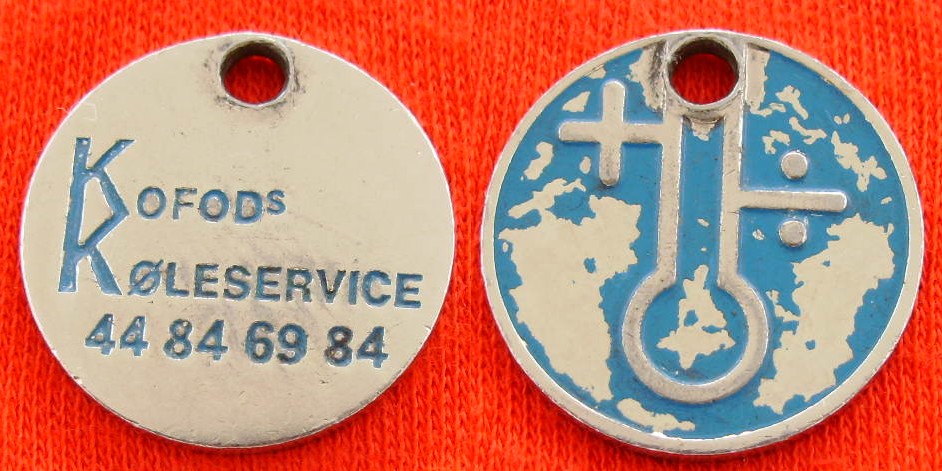 KOFODS
KØLESERVICE
44 84 69 84
+ ÷